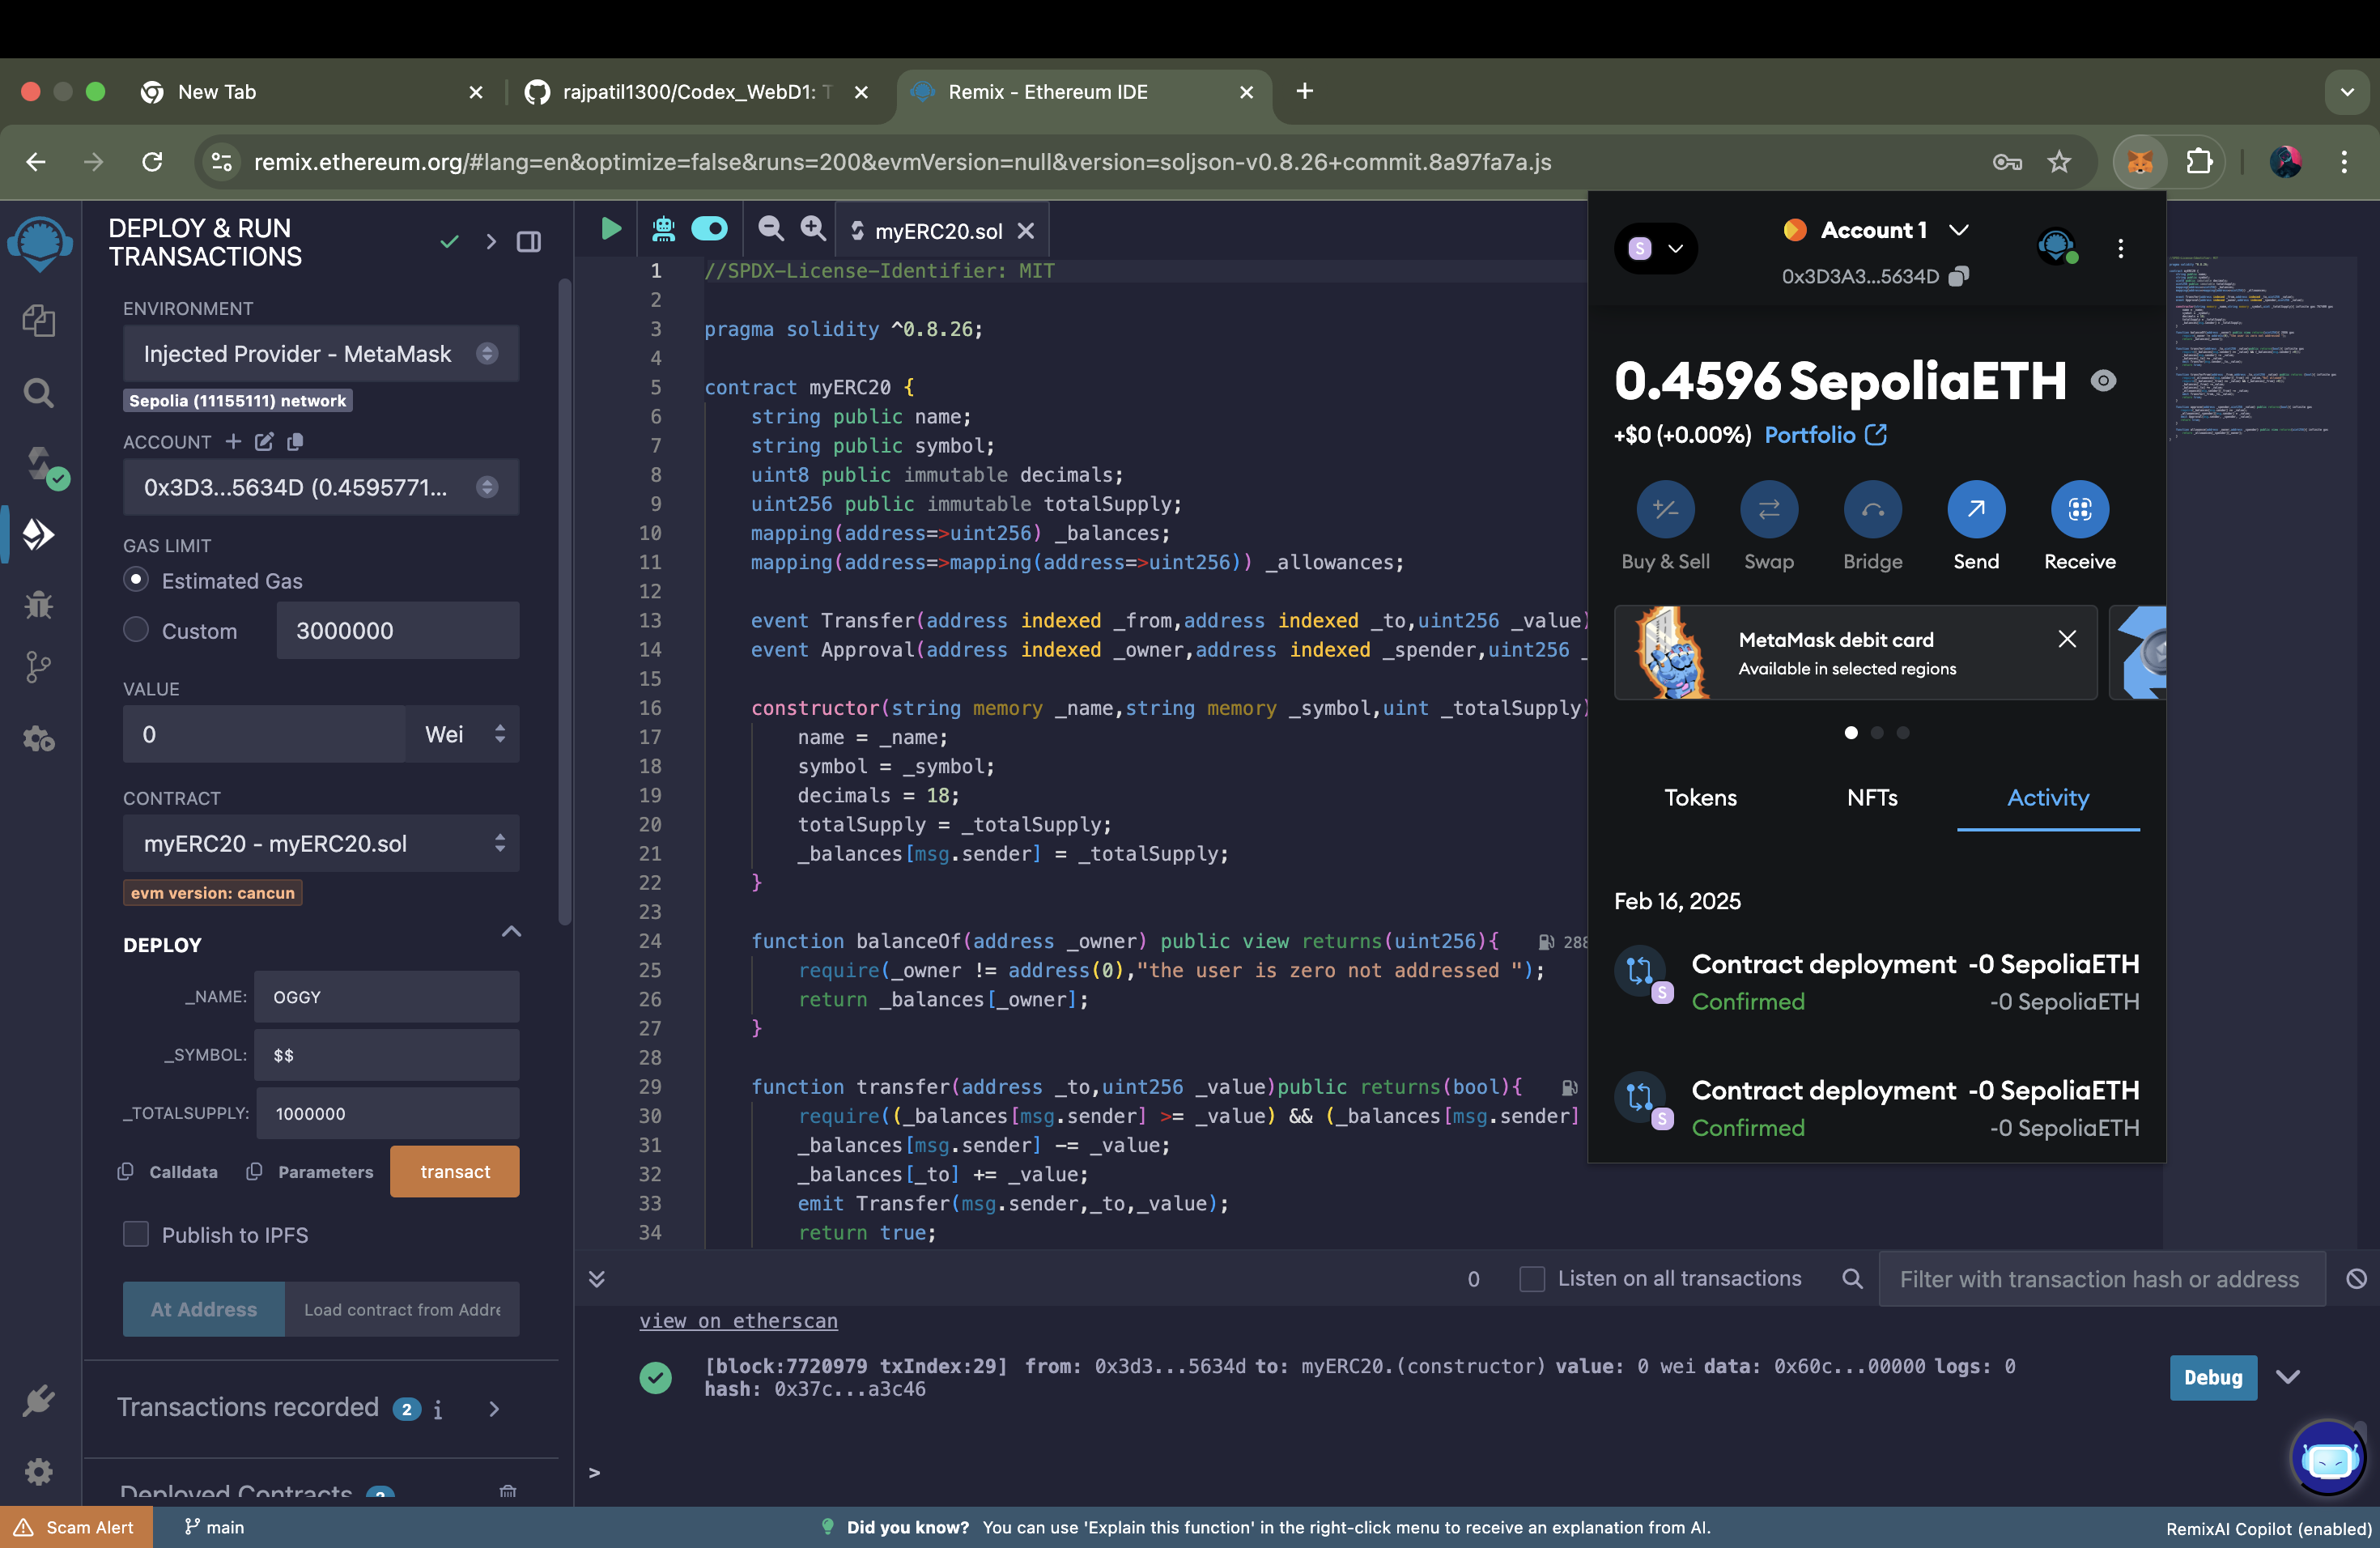 New Tab
rajpatil1300/Codex_WebD1: T
Remix - Ethereum IDE
remix.ethereum.org/#lang=en&optimize=false&runs=200&evmVersion=null&version=soljson-v0.8.26+commit.8a97fa7a.js
DEPLOY & RUN
TRANSACTIONS
ENVIRONMENT
Injected Provider - MetaMask
Sepolia (11155111) network
ACCOUNT
0x3D3...5634D (0.4595771...
GAS LIMIT
Estimated Gas
Custom
3000000
VALUE
0
Wei
CONTRACT
myERC20 - myERC20.sol
evm version: cancun
DEPLOY
_NAME:
OGGY
_SYMBOL:
$$
_TOTALSUPPLY:
1000000
Calldata
Parameters
transact
Publish to IPFS
At Address
Load contract from Addre
Transactions recorded 2 i
Deployed Contracts
myERC20.sol
1 //SPDX-License-Identifier: MIT
2
3 pragma solidity ^0.8.26;
4
5 contract myERC20 {
6 string public name;
7 string public symbol;
8 uint8 public immutable decimals;
9 uint256 public immutable totalSupply;
10 mapping(address=>uint256) _balances;
11 mapping(address=>mapping(address=>uint256)) _allowances;
12
13 event Transfer(address indexed _from,address indexed _to,uint256 _value)
14 event Approval(address indexed _owner,address indexed _spender,uint256 _
15
16 constructor(string memory _name,string memory _symbol,uint _totalSupply)
17 name = _name;
18 symbol = _symbol;
19 decimals = 18;
20 totalSupply = _totalSupply;
21 _balances[msg.sender] = _totalSupply;
22 }
23
24 function balanceOf(address _owner) public view returns(uint256){ 288
25 require(_owner != address(0),"the user is zero not addressed ");
26 return _balances[_owner];
27 }
28
29 function transfer(address _to,uint256 _value)public returns(bool){
30 require((_balances[msg.sender] >= _value) && (_balances[msg.sender]
31 _balances[msg.sender] -= _value;
32 _balances[_to] += _value;
33 emit Transfer(msg.sender,_to,_value);
34 return true;
S
Account 1
0x3D3A3...5634D
0.4596 SepoliaETH
+$0 (+0.00%) Portfolio
Buy & Sell
Swap
Bridge
Send
Receive
MetaMask debit card
Available in selected regions
Tokens
NFTs
Activity
Feb 16, 2025
Contract deployment -0 SepoliaETH
S
Confirmed -0 SepoliaETH
Contract deployment -0 SepoliaETH
S
Confirmed -0 SepoliaETH
0
Listen on all transactions
Filter with transaction hash or address
view on etherscan
[block:7720979 txIndex:29] from: 0x3d3...5634d to: myERC20.(constructor) value: 0 wei data: 0x60c...00000 logs: 0
hash: 0x37c...a3c46
Debug
>
Scam Alert
main
Did you know? You can use 'Explain this function' in the right-click menu to receive an explanation from AI.
RemixAI Copilot (enabled)